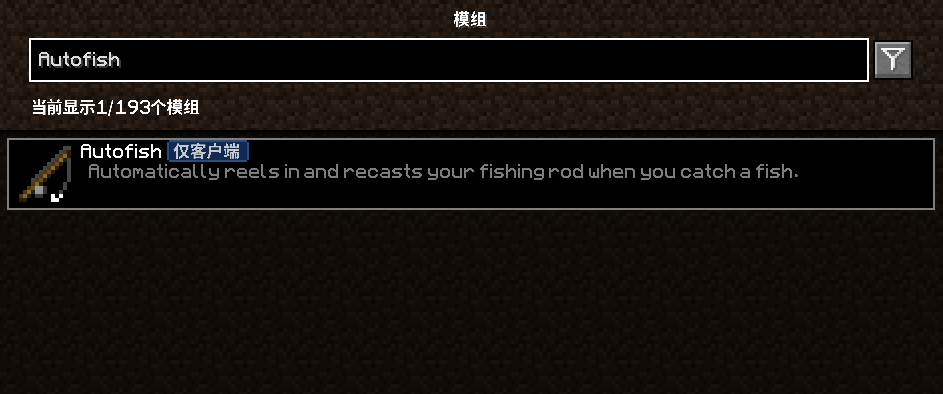 模组
Autofish
当前显示1/193个模组
Autofish 仅客户端
Automatically reels in and recasts your fishing rod when you catch a fish.